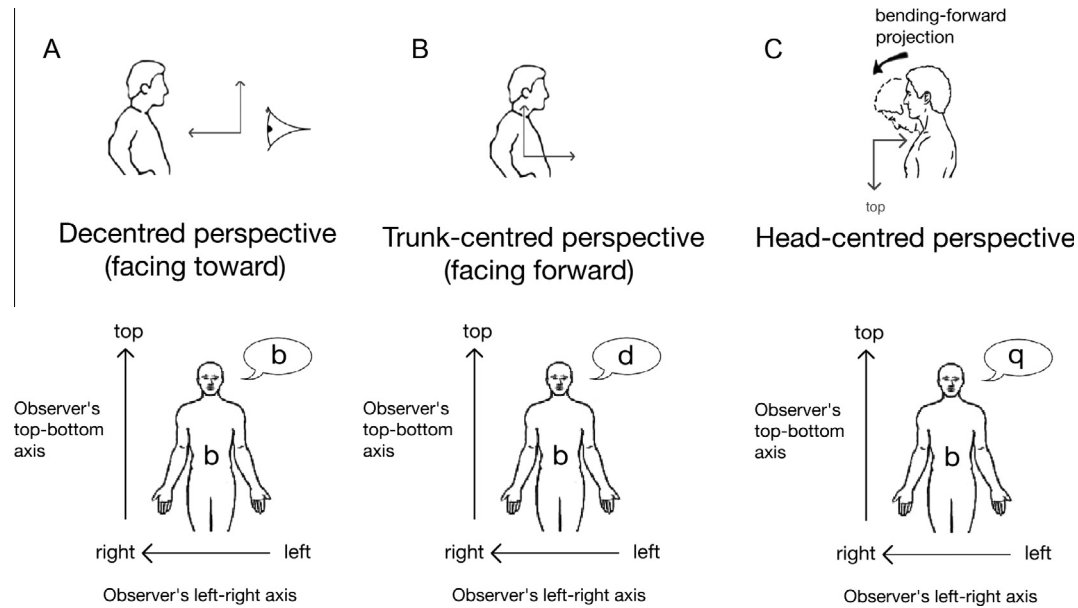 A
Decentred perspective
(facing toward)
top
b
Observer's
top-bottom
axis
b
right
left
Observer's left-right axis
B
Trunk-centred perspective
(facing forward)
top
d
Observer's
top-bottom
axis
b
right
left
Observer's left-right axis
C
bending-forward
projection
top
Head-centred perspective
top
q
Observer's
top-bottom
axis
b
right
left
Observer's left-right axis